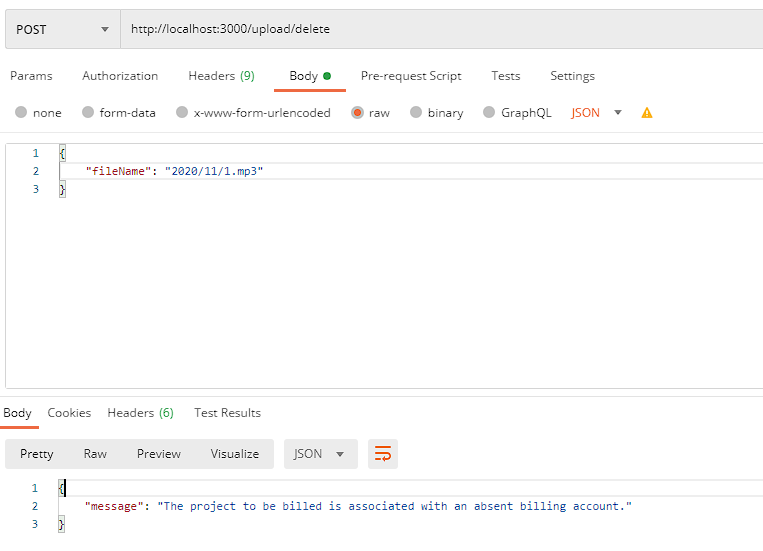 POST http://localhost:3000/upload/delete
Params Authorization Headers (9) Body Pre-request Script Tests Settings
none form-data x-www-form-urlencoded raw binary GraphQL JSON
1 {
2 "fileName": "2020/11/1.mp3"
3 }
Body Cookies Headers (6) Test Results
Pretty Raw Preview Visualize JSON
1 {
2 "message": "The project to be billed is associated with an absent billing account."
3 }